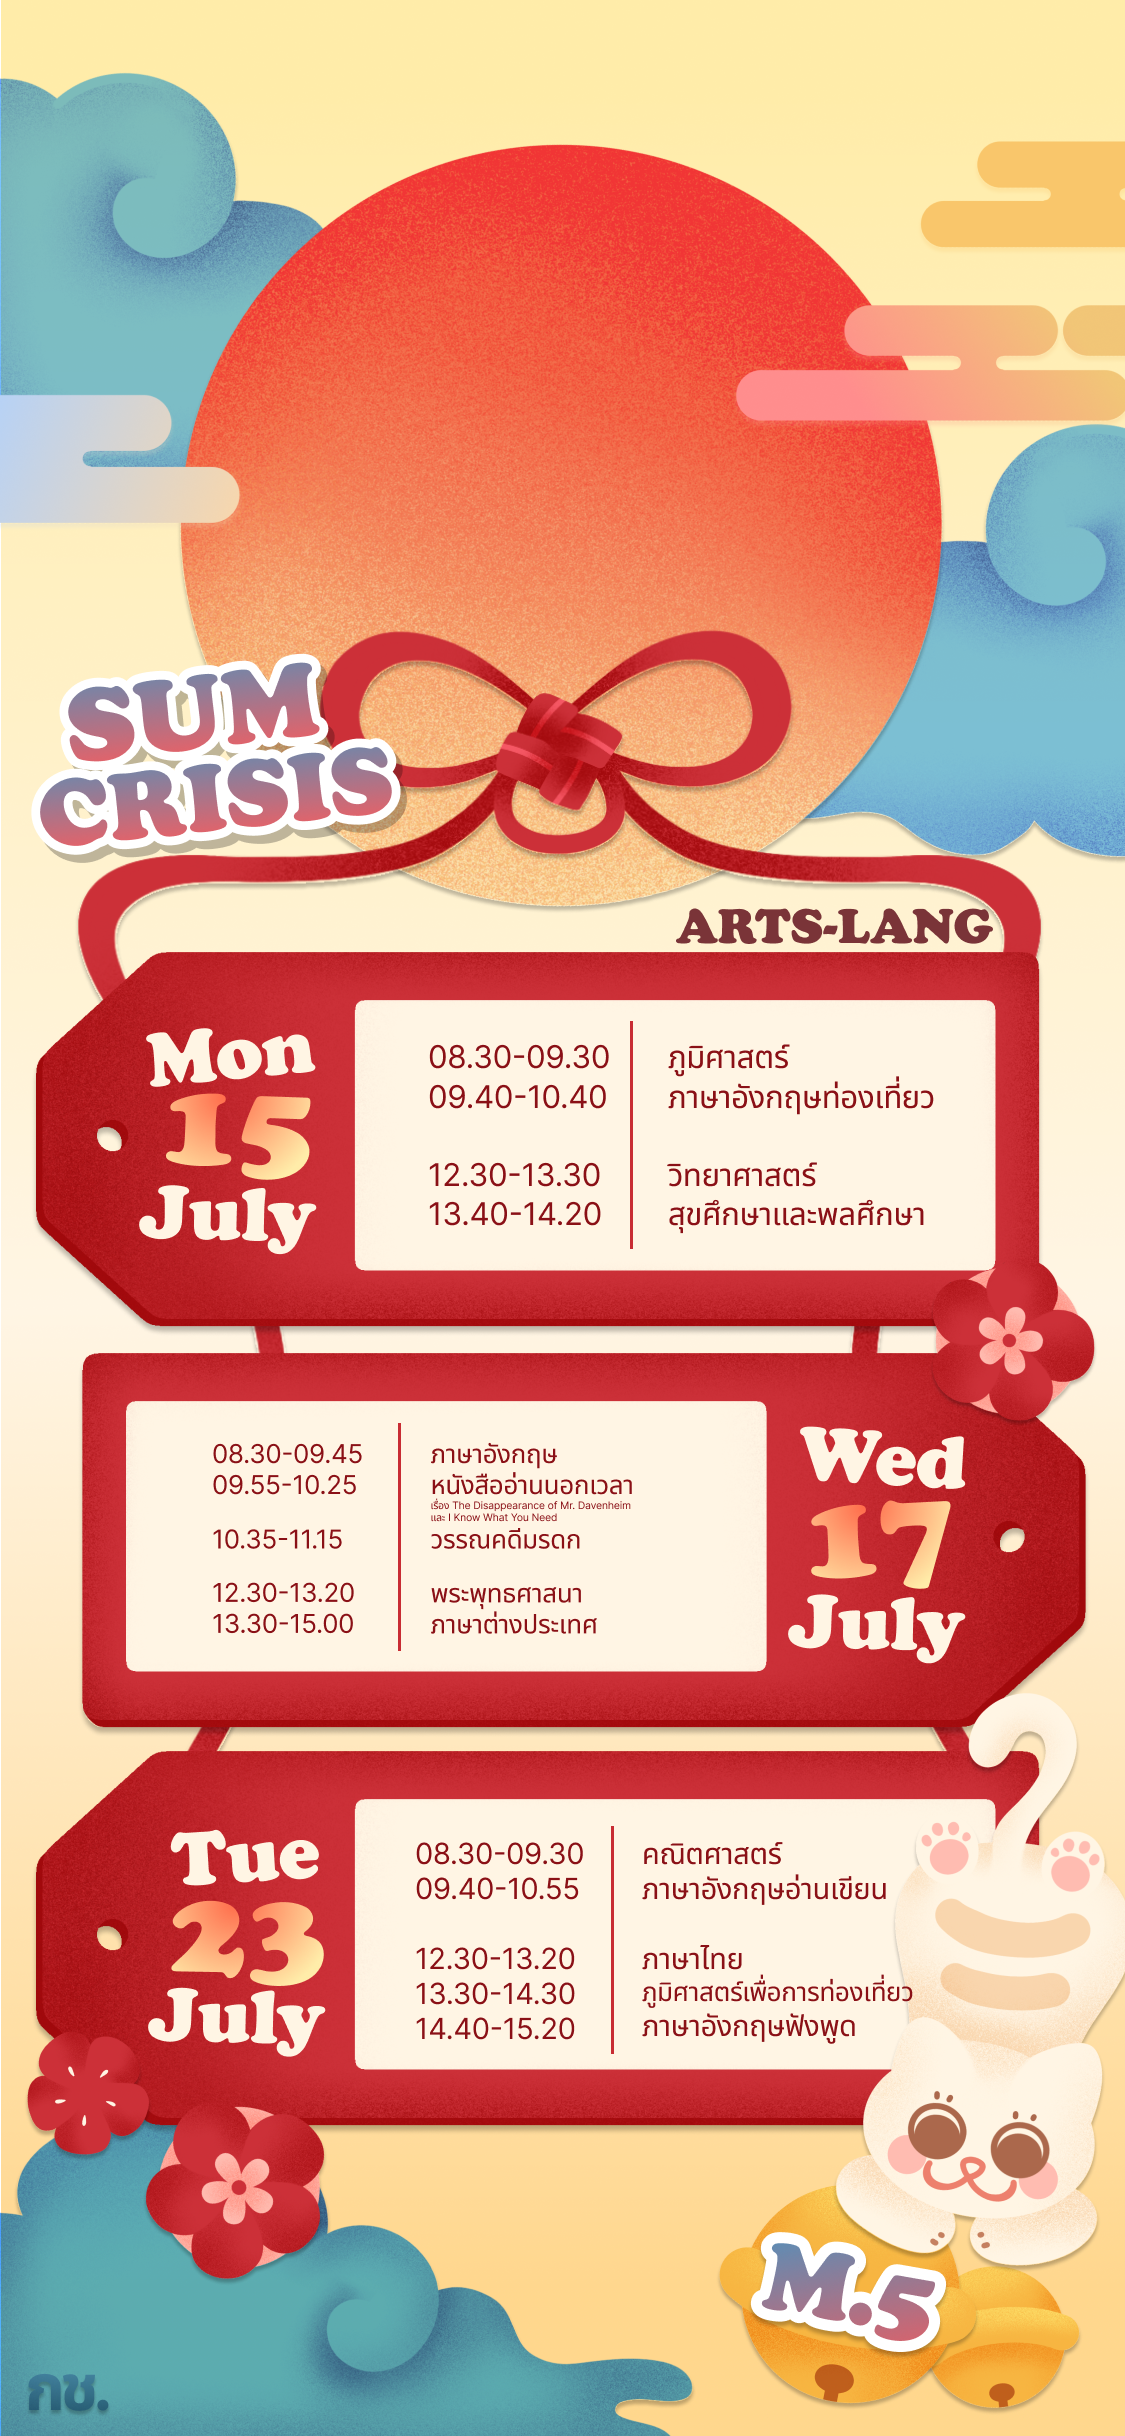 SUM
CRISIS
ARTS-LANG
Mon
15
July
08.30-09.30 ภูมิศาสตร์
09.40-10.40 ภาษาอังกฤษท่องเที่ยว
12.30-13.30 วิทยาศาสตร์
13.40-14.20 สุขศึกษาและพลศึกษา
08.30-09.45 ภาษาอังกฤษ
09.55-10.25 หนังสืออ่านนอกเวลา
เรื่อง The Disappearance of Mr. Davenheim
และ I Know What You Need
10.35-11.15 วรรณคดีมรดก
12.30-13.20 พระพุทธศาสนา
13.30-15.00 ภาษาต่างประเทศ
Wed
17
July
Tue
23
July
08.30-09.30 คณิตศาสตร์
09.40-10.55 ภาษาอังกฤษอ่านเขียน
12.30-13.20 ภาษาไทย
13.30-14.30 ภูมิศาสตร์เพื่อการท่องเที่ยว
14.40-15.20 ภาษาอังกฤษฟังพูด
M.5
กช.